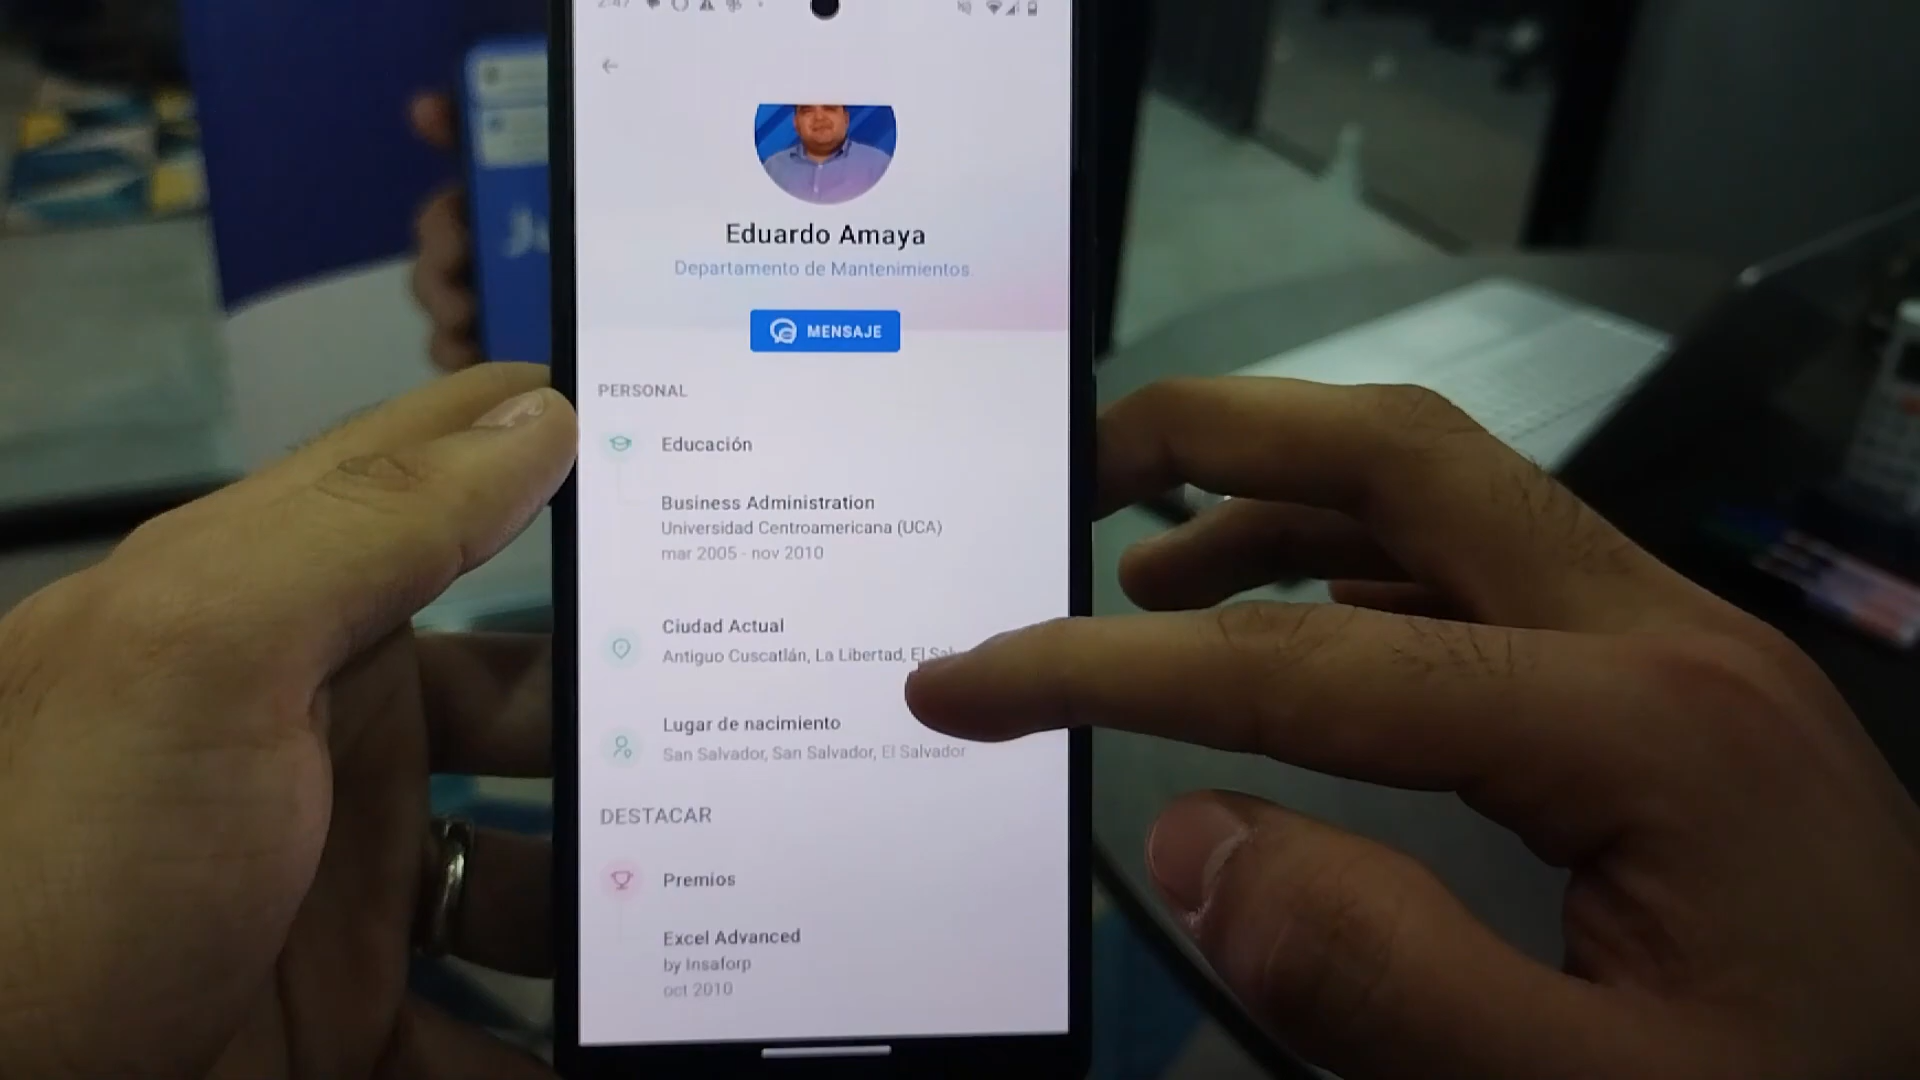 2:47
Eduardo Amaya
Departamento de Mantenimientos
MENSAJE
PERSONAL
Educación
Business Administration
Universidad Centroamericana (UCA)
mar 2005 - nov 2010
Ciudad Actual
Antiguo Cuscatlán, La Libertad, El
Lugar de nacimiento
San Salvador, San Salvador, El Salvador
DESTACAR
Premios
Excel Advanced
by Insaforp
oct 2010